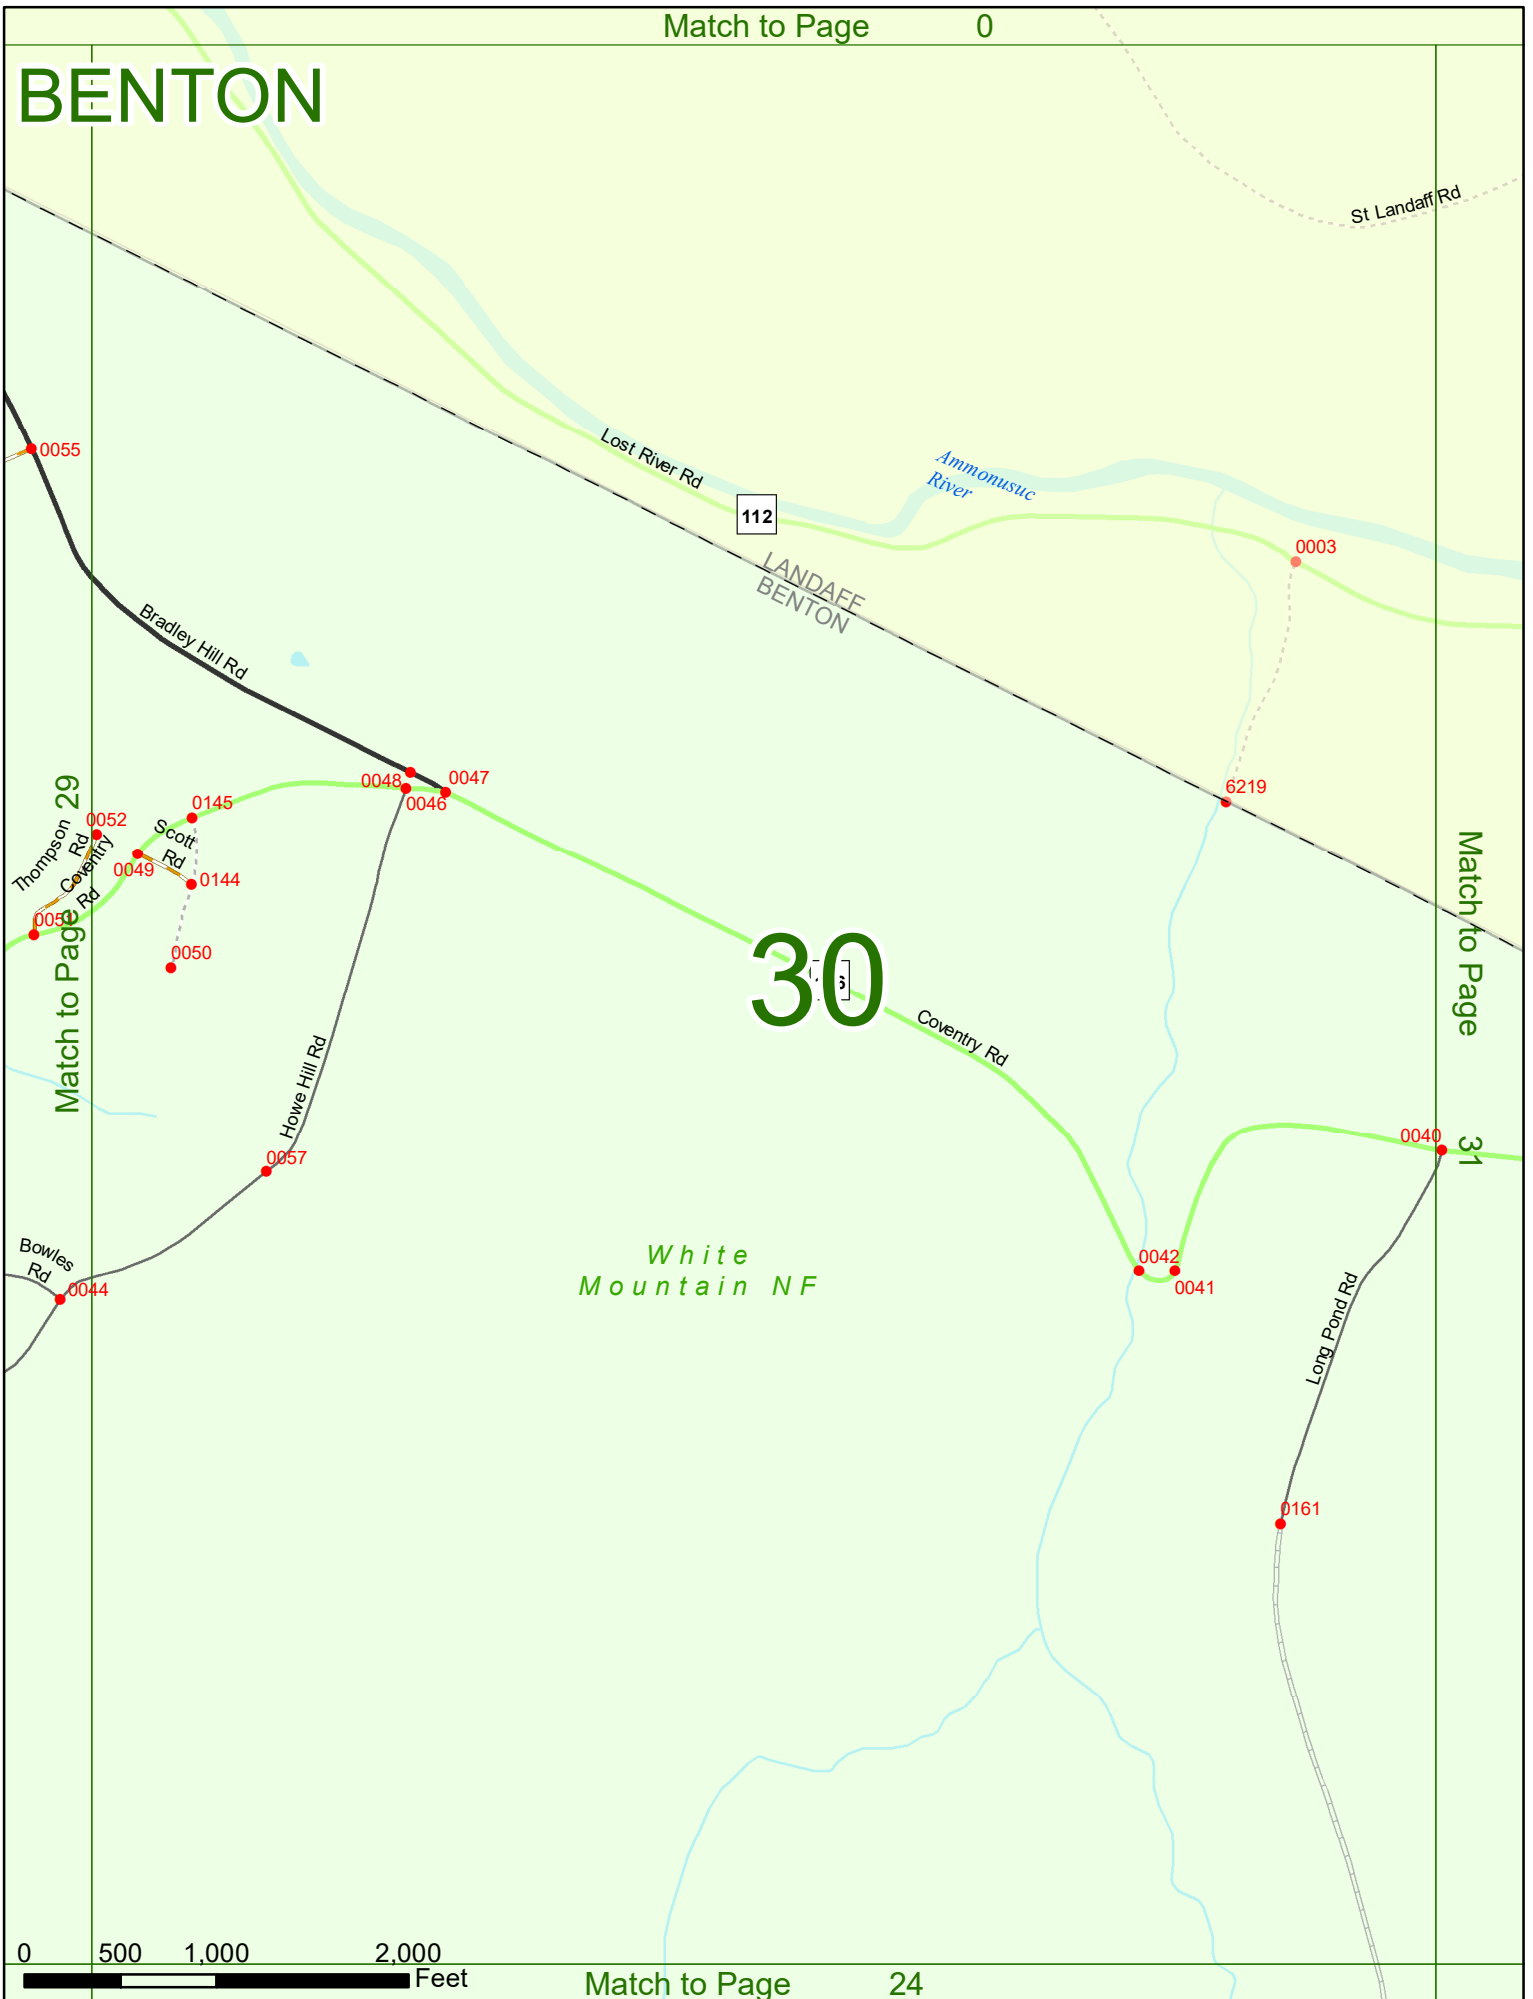 Match to Page 0
BENTON
St Landaff Rd
0055
Lost River Rd
Ammonusuc
River
112
0003
LANDAFF
BENTON
Bradley Hill Rd
0048
0047
0046
6219
0145
0052
Thompson
Rd
Coventry
Rd
Scott
Rd
0049
0144
0051
0050
Match to Page 29
Match to Page 31
30
6
Coventry Rd
Howe Hill Rd
0057
0040
Bowles
Rd
0044
White
Mountain NF
0042
0041
Long Pond Rd
0161
0 500 1,000 2,000
Feet
Match to Page 24